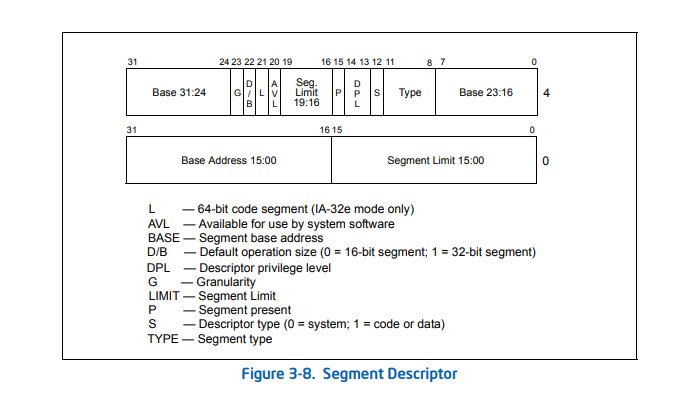 31 24 23 22 21 20 19 16 15 14 13 12 11 8 7 0
Base 31:24 G D/B L AVL Seg. Limit 19:16 P DPL S Type Base 23:16 4
31 16 15 0
Base Address 15:00 Segment Limit 15:00 0
L — 64-bit code segment (IA-32e mode only)
AVL — Available for use by system software
BASE — Segment base address
D/B — Default operation size (0 = 16-bit segment; 1 = 32-bit segment)
DPL — Descriptor privilege level
G — Granularity
LIMIT — Segment Limit
P — Segment present
S — Descriptor type (0 = system; 1 = code or data)
TYPE — Segment type
Figure 3-8. Segment Descriptor